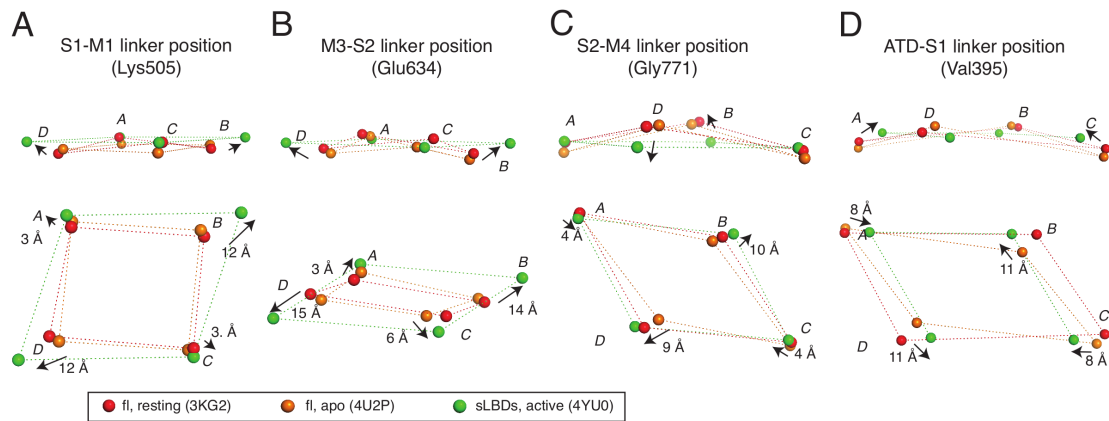 A
S1-M1 linker position
(Lys505)
B
M3-S2 linker position
(Glu634)
C
S2-M4 linker position
(Gly771)
D
ATD-S1 linker position
(Val395)
D
A
C
B
A
C
D
B
A
D
B
C
A
D
B
C
A
3 Å
B
12 Å
D
12 Å
3.
Å
C
A
3 Å
B
D
15 Å
14 Å
6 Å
C
A
4 Å
B
10 Å
D
9 Å
C
4 Å
8 Å
A
B
11 Å
C
D
11 Å
8 Å
fl, resting (3KG2)
fl, apo (4U2P)
sLBDs, active (4YU0)